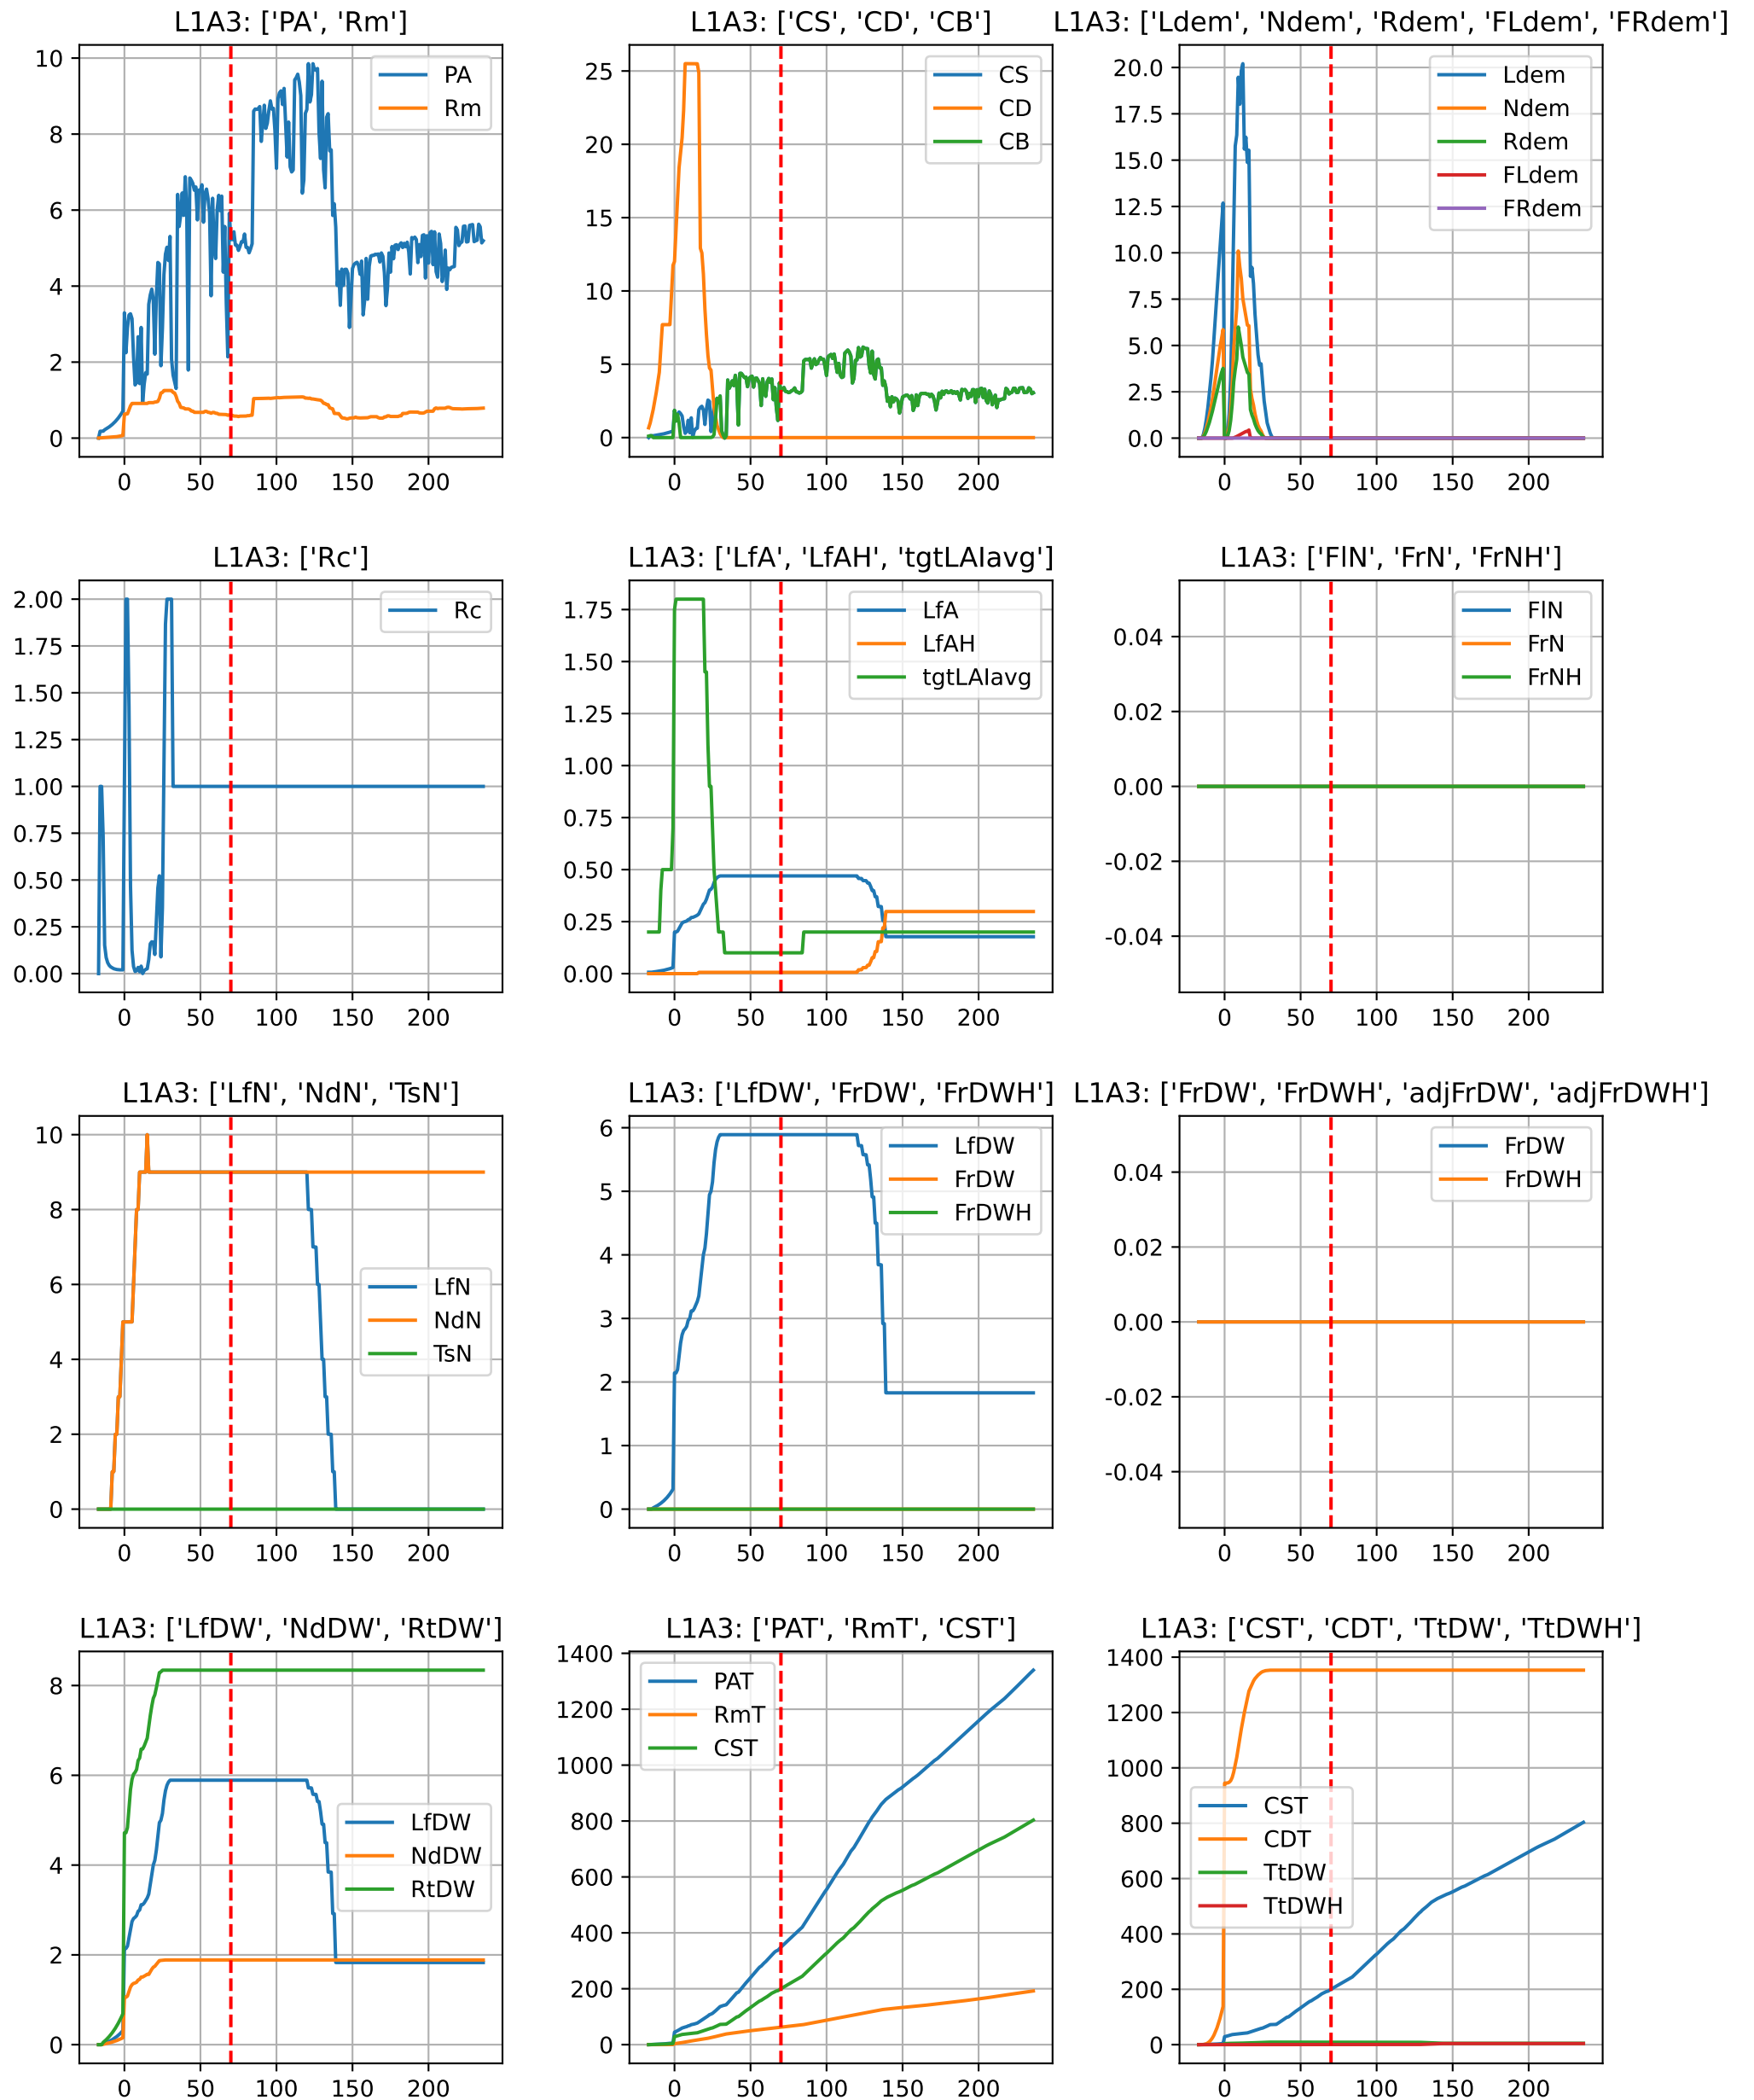 L1A3: ['PA', 'Rm']
10
8
6
4
2
0
0 50 100 150 200
PA
Rm
L1A3: ['CS', 'CD', 'CB']
25
20
15
10
5
0
0 50 100 150 200
CS
CD
CB
L1A3: ['Ldem', 'Ndem', 'Rdem', 'FLdem', 'FRdem']
20.0
17.5
15.0
12.5
10.0
7.5
5.0
2.5
0.0
0 50 100 150 200
Ldem
Ndem
Rdem
FLdem
FRdem
L1A3: ['Rc']
2.00
1.75
1.50
1.25
1.00
0.75
0.50
0.25
0.00
0 50 100 150 200
Rc
L1A3: ['LfA', 'LfAH', 'tgtLAIavg']
1.75
1.50
1.25
1.00
0.75
0.50
0.25
0.00
0 50 100 150 200
LfA
LfAH
tgtLAIavg
L1A3: ['FlN', 'FrN', 'FrNH']
0.04
0.02
0.00
-0.02
-0.04
0 50 100 150 200
FlN
FrN
FrNH
L1A3: ['LfN', 'NdN', 'TsN']
10
8
6
4
2
0
0 50 100 150 200
LfN
NdN
TsN
L1A3: ['LfDW', 'FrDW', 'FrDWH']
6
5
4
3
2
1
0
0 50 100 150 200
LfDW
FrDW
FrDWH
L1A3: ['FrDW', 'FrDWH', 'adjFrDW', 'adjFrDWH']
0.04
0.02
0.00
-0.02
-0.04
0 50 100 150 200
FrDW
FrDWH
L1A3: ['LfDW', 'NdDW', 'RtDW']
8
6
4
2
0
0 50 100 150 200
LfDW
NdDW
RtDW
L1A3: ['PAT', 'RmT', 'CST']
1400
1200
1000
800
600
400
200
0
0 50 100 150 200
PAT
RmT
CST
L1A3: ['CST', 'CDT', 'TtDW', 'TtDWH']
1400
1200
1000
800
600
400
200
0
0 50 100 150 200
CST
CDT
TtDW
TtDWH